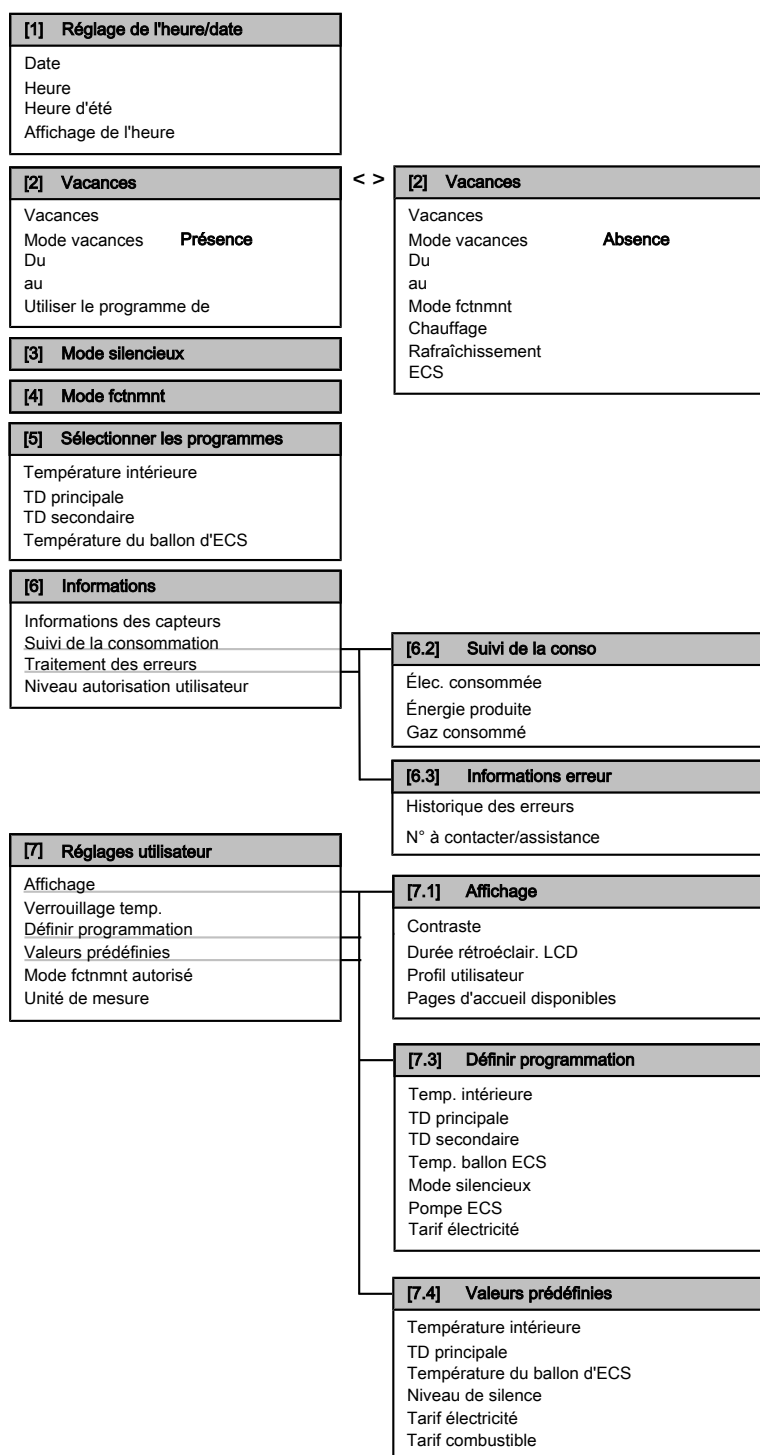 [1] Réglage de l'heure/date
Date
Heure
Heure d'été
Affichage de l'heure
[2] Vacances
Vacances
Mode vacances Présence
Du
au
Utiliser le programme de
< >
[2] Vacances
Vacances
Mode vacances Absence
Du
au
Mode fctnmnt
Chauffage
Rafraîchissement
ECS
[3] Mode silencieux
[4] Mode fctnmnt
[5] Sélectionner les programmes
Température intérieure
TD principale
TD secondaire
Température du ballon d'ECS
[6] Informations
Informations des capteurs
Suivi de la consommation
Traitement des erreurs
Niveau autorisation utilisateur
[6.2] Suivi de la conso
Élec. consommée
Énergie produite
Gaz consommé
[6.3] Informations erreur
Historique des erreurs
N° à contacter/assistance
[7] Réglages utilisateur
Affichage
Verrouillage temp.
Définir programmation
Valeurs prédéfinies
Mode fctnmnt autorisé
Unité de mesure
[7.1] Affichage
Contraste
Durée rétroéclair. LCD
Profil utilisateur
Pages d'accueil disponibles
[7.3] Définir programmation
Temp. intérieure
TD principale
TD secondaire
Temp. ballon ECS
Mode silencieux
Pompe ECS
Tarif électricité
[7.4] Valeurs prédéfinies
Température intérieure
TD principale
Température du ballon d'ECS
Niveau de silence
Tarif électricité
Tarif combustible